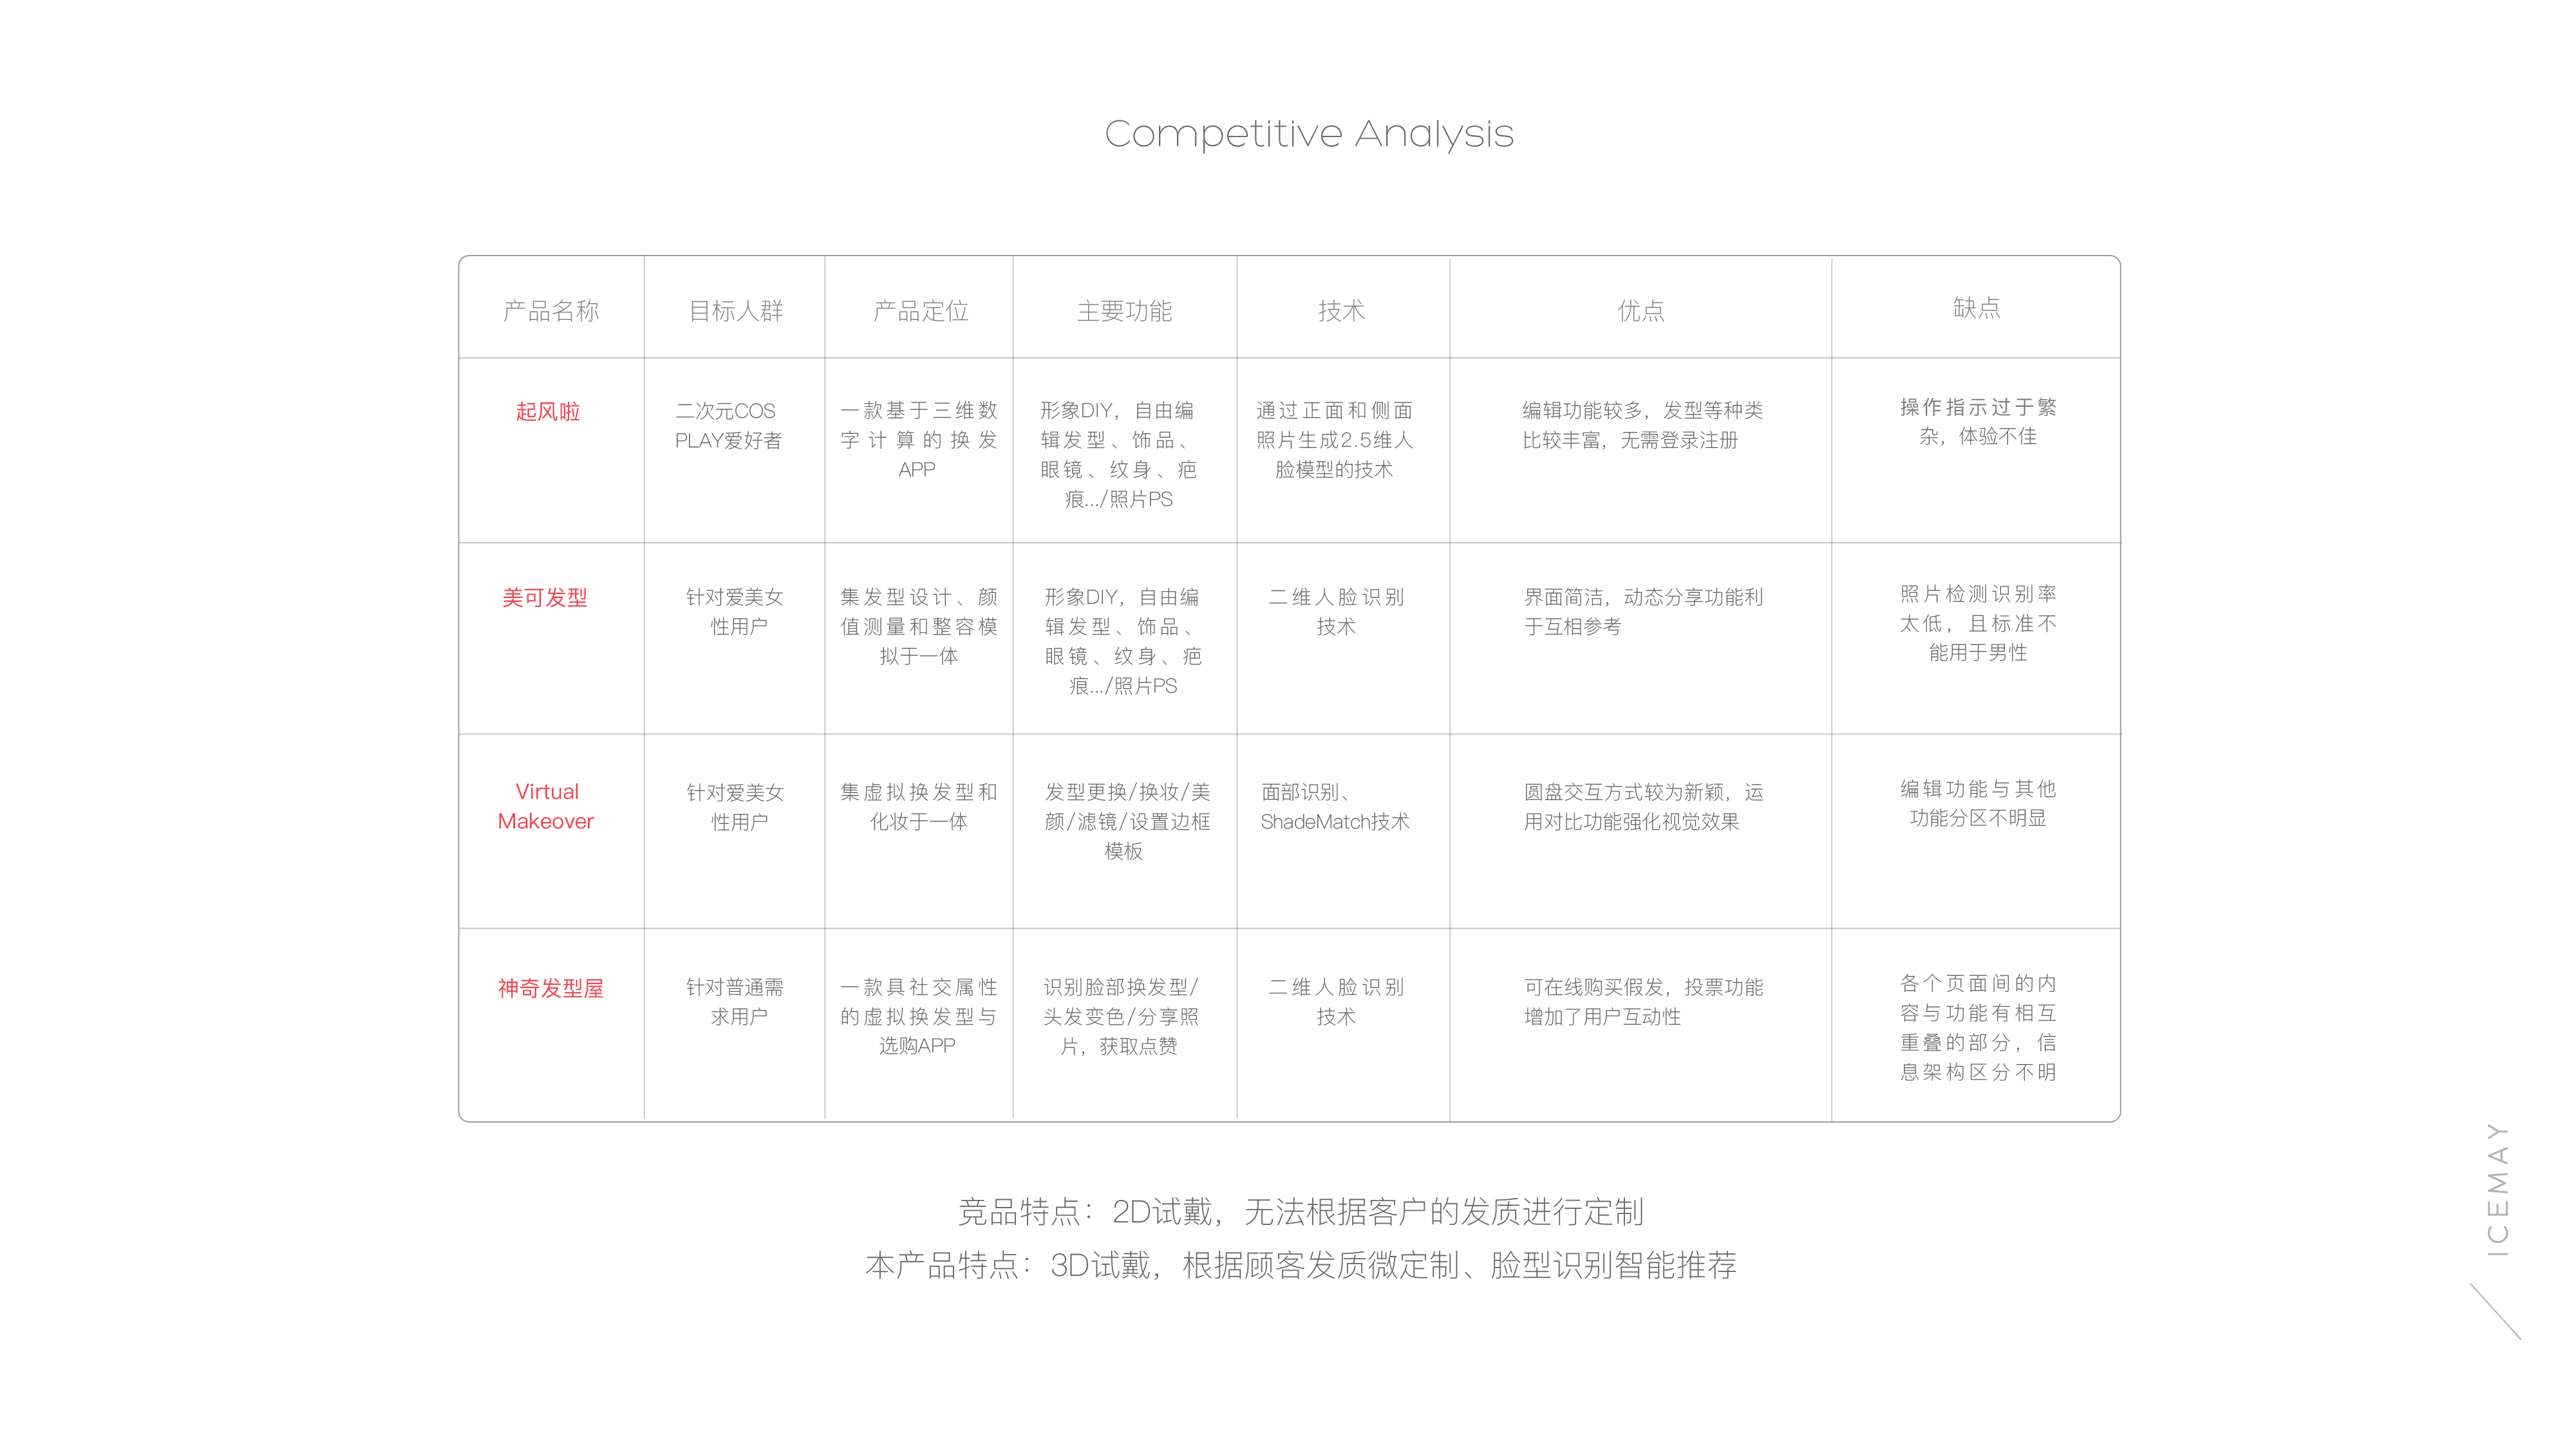 Competitive Analysis
产品名称
目标人群
产品定位
主要功能
技术
优点
缺点
起风啦
二次元COS
PLAY爱好者
一款基于三维数
字计算的换发
APP
形象DIY，自由编
辑发型、饰品、
眼镜、纹身、疤
痕.../照片PS
通过正面和侧面
照片生成2.5维人
脸模型的技术
编辑功能较多，发型等种类
比较丰富，无需登录注册
操作指示过于繁
杂，体验不佳
美可发型
针对爱美女
性用户
集发型设计、颜
值测量和整容模
拟于一体
形象DIY，自由编
辑发型、饰品、
眼镜、纹身、疤
痕.../照片PS
二维人脸识别
技术
界面简洁，动态分享功能利
于互相参考
照片检测识别率
太低，且标准不
能用于男性
Virtual
Makeover
针对爱美女
性用户
集虚拟换发型和
化妆于一体
发型更换/换妆/美
颜/滤镜/设置边框
模板
面部识别、
ShadeMatch技术
圆盘交互方式较为新颖，运
用对比功能强化视觉效果
编辑功能与其他
功能分区不明显
神奇发型屋
针对普通需
求用户
一款具社交属性
的虚拟换发型与
选购APP
识别脸部换发型/
头发变色/分享照
片，获取点赞
二维人脸识别
技术
可在线购买假发，投票功能
增加了用户互动性
各个页面间的内
容与功能有相互
重叠的部分，信
息架构区分不明
竞品特点：2D试戴，无法根据客户的发质进行定制
本产品特点：3D试戴，根据顾客发质微定制、脸型识别智能推荐
ICEMAY